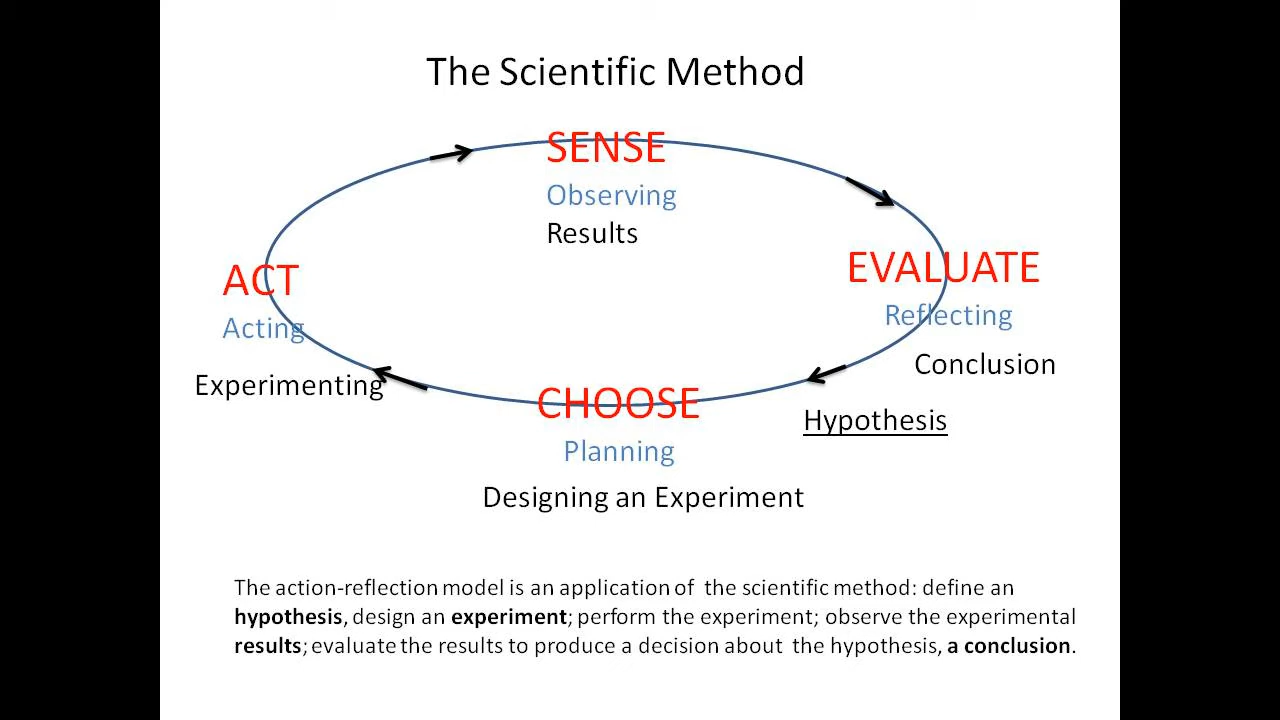 The Scientific Method
SENSE
Observing
Results
EVALUATE
Reflecting
Conclusion
Hypothesis
ACT
Acting
Experimenting
CHOOSE
Planning
Designing an Experiment
The action-reflection model is an application of the scientific method: define an
hypothesis, design an experiment; perform the experiment; observe the experimental
results; evaluate the results to produce a decision about the hypothesis, a conclusion.